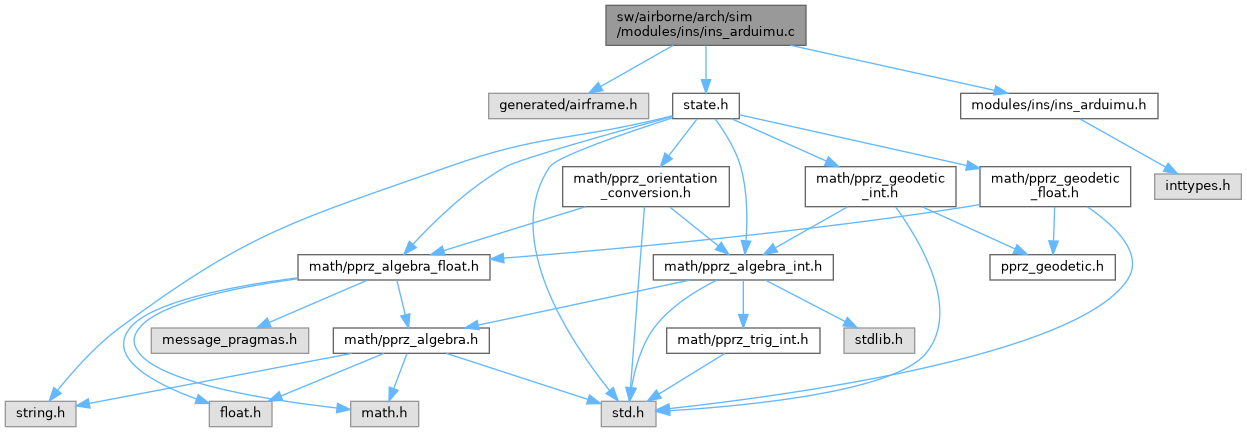 sw/airborne/arch/sim
/modules/ins/ins_arduimu.c
generated/airframe.h
state.h
modules/ins/ins_arduimu.h
math/pprz_orientation
_conversion.h
math/pprz_geodetic
_int.h
math/pprz_geodetic
_float.h
inttypes.h
math/pprz_algebra_float.h
math/pprz_algebra_int.h
pprz_geodetic.h
message_pragmas.h
math/pprz_algebra.h
math/pprz_trig_int.h
stdlib.h
string.h
float.h
math.h
std.h